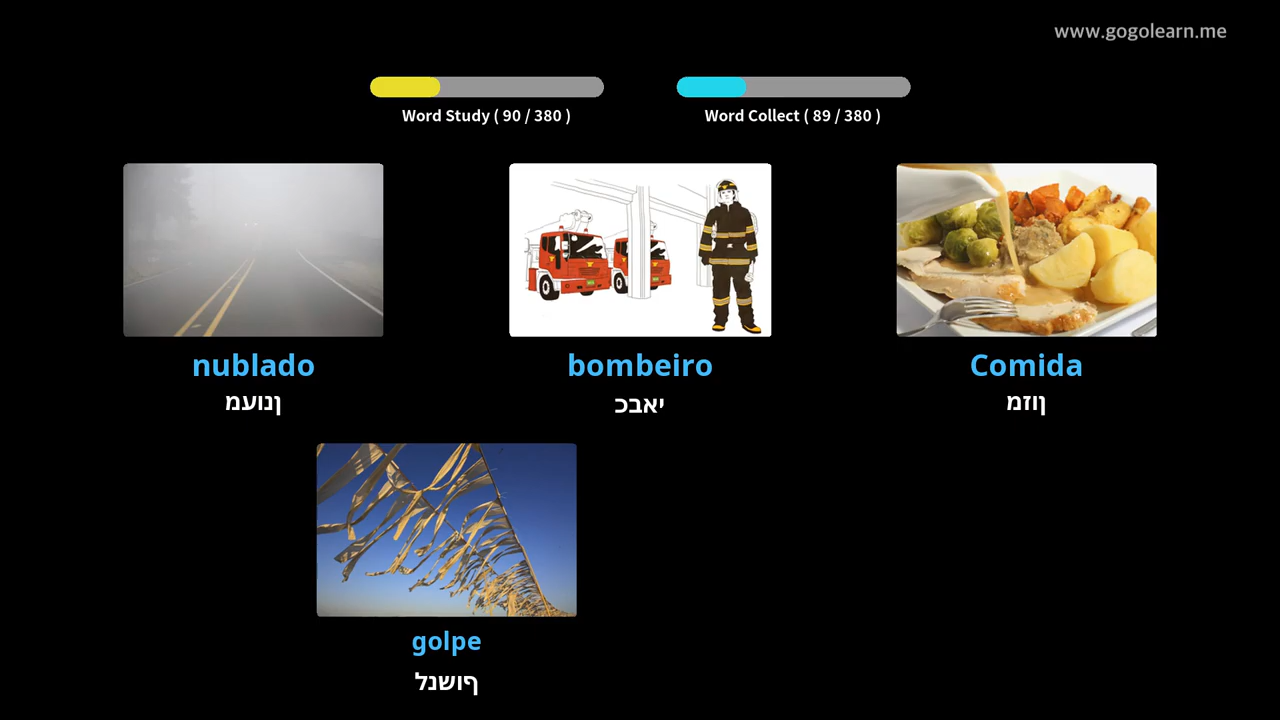 www.gogolearn.me
Word Study ( 90 / 380 )
Word Collect ( 89 / 380 )
nublado
ןנועמ
bombeiro
יאבכ
Comida
ןוזמ
golpe
ףושנל